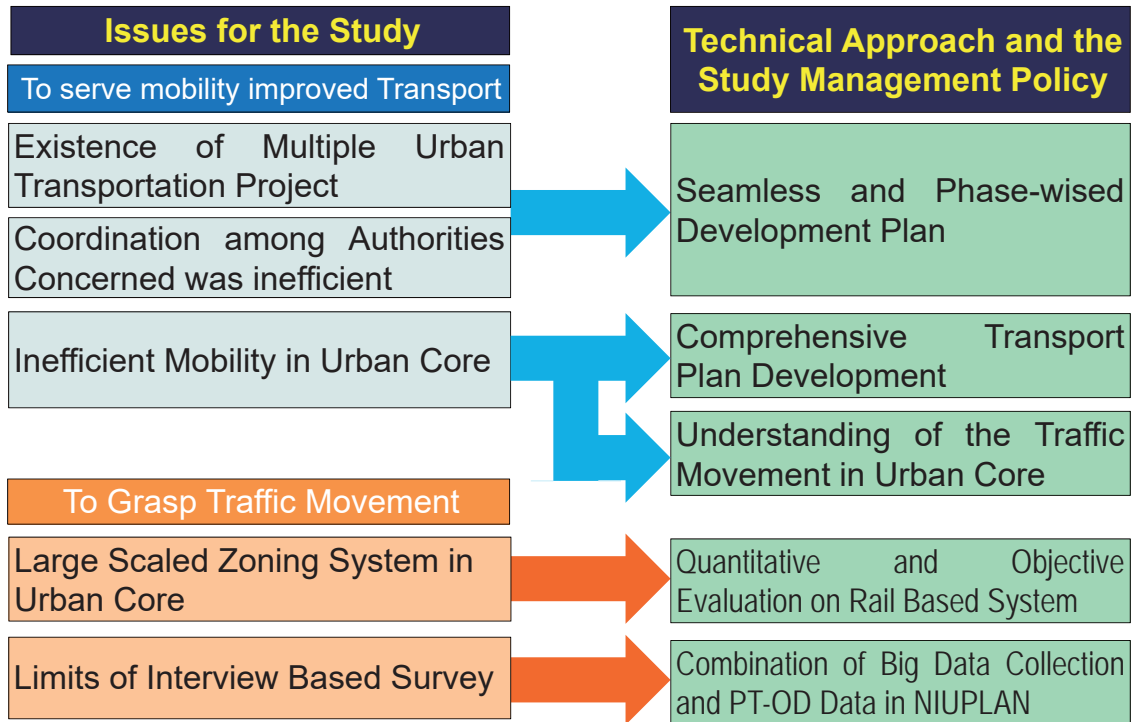 Issues for the Study
To serve mobility improved Transport
Existence of Multiple Urban
Transportation Project
Coordination among Authorities
Concerned was inefficient
Inefficient Mobility in Urban Core
To Grasp Traffic Movement
Large Scaled Zoning System in
Urban Core
Limits of Interview Based Survey
Technical Approach and the
Study Management Policy
Seamless and Phase-wised
Development Plan
Comprehensive Transport
Plan Development
Understanding of the Traffic
Movement in Urban Core
Quantitative and Objective
Evaluation on Rail Based System
Combination of Big Data Collection
and PT-OD Data in NIUPLAN